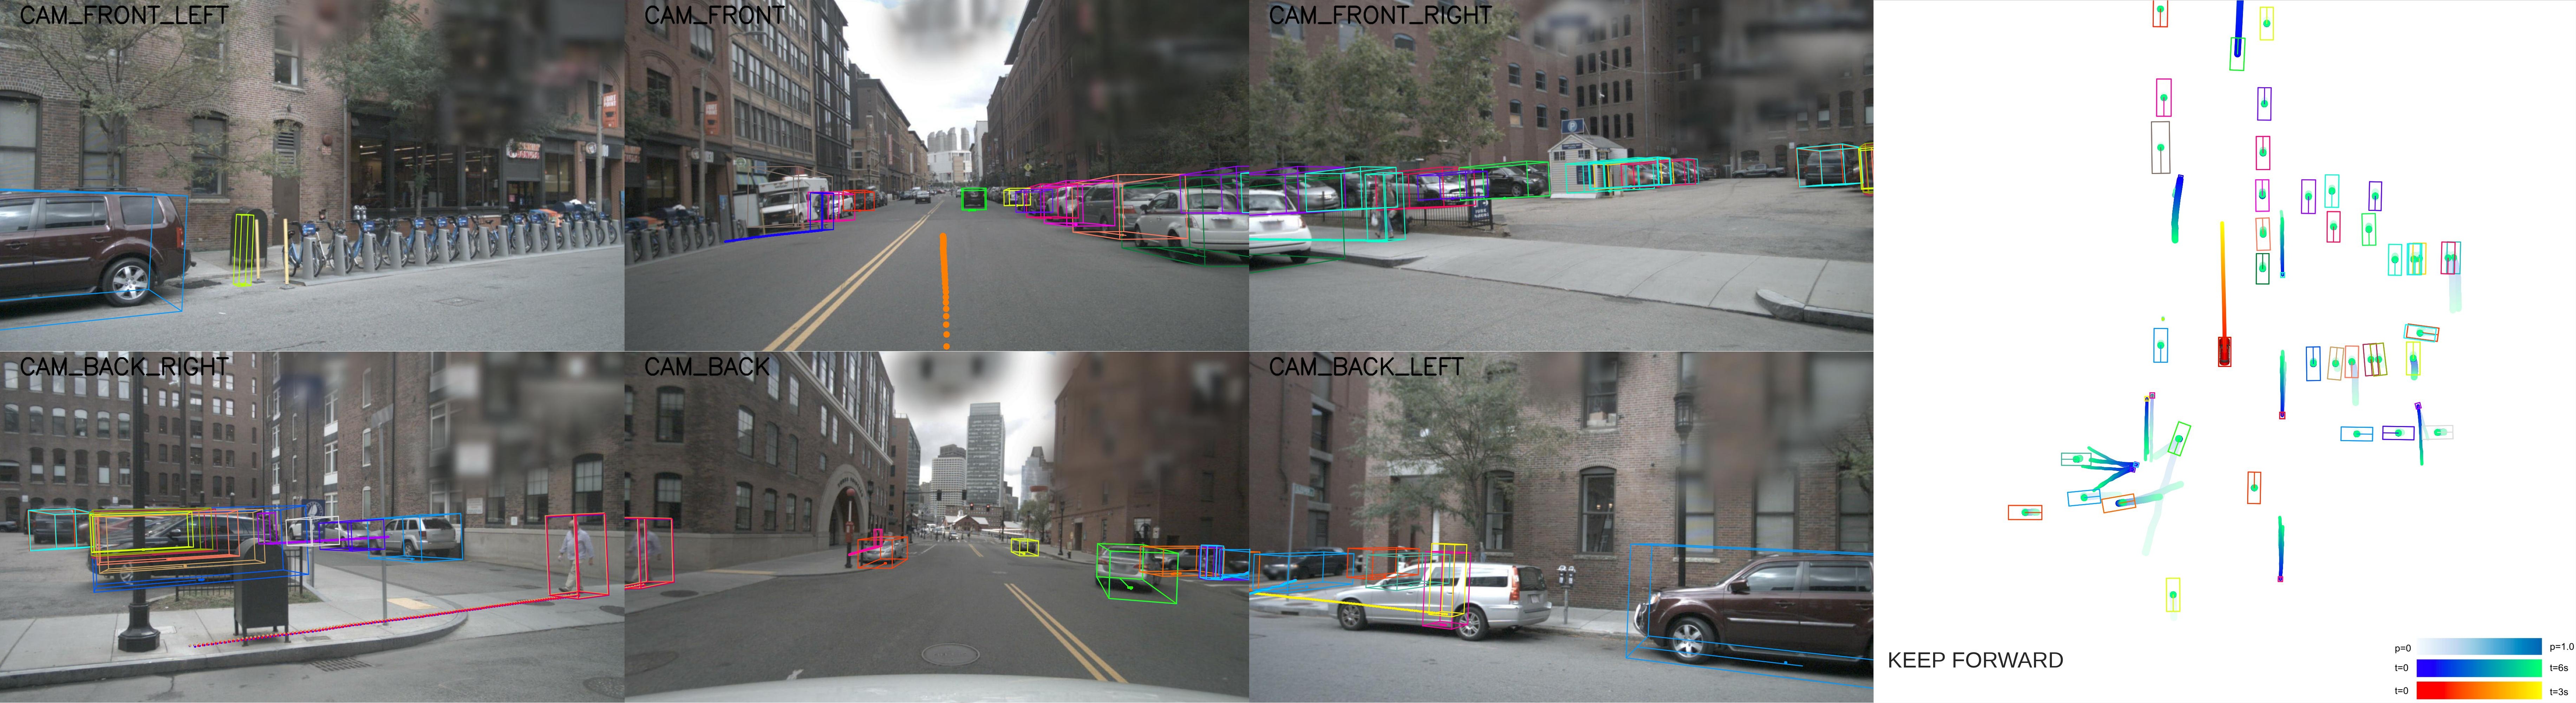 CAM_FRONT_LEFT
CAM_FRONT
CAM_FRONT_RIGHT
CAM_BACK_RIGHT
CAM_BACK
CAM_BACK_LEFT
KEEP FORWARD
p=0
p=1.0
t=0
t=6s
t=0
t=3s